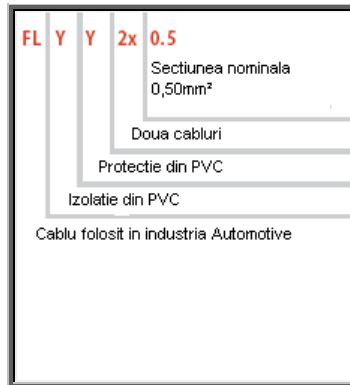 FL Y Y 2x 0.5
Sectiunea nominala
0,50mm²
Doua cabluri
Protectie din PVC
Izolatie din PVC
Cablu folosit in industria Automotive